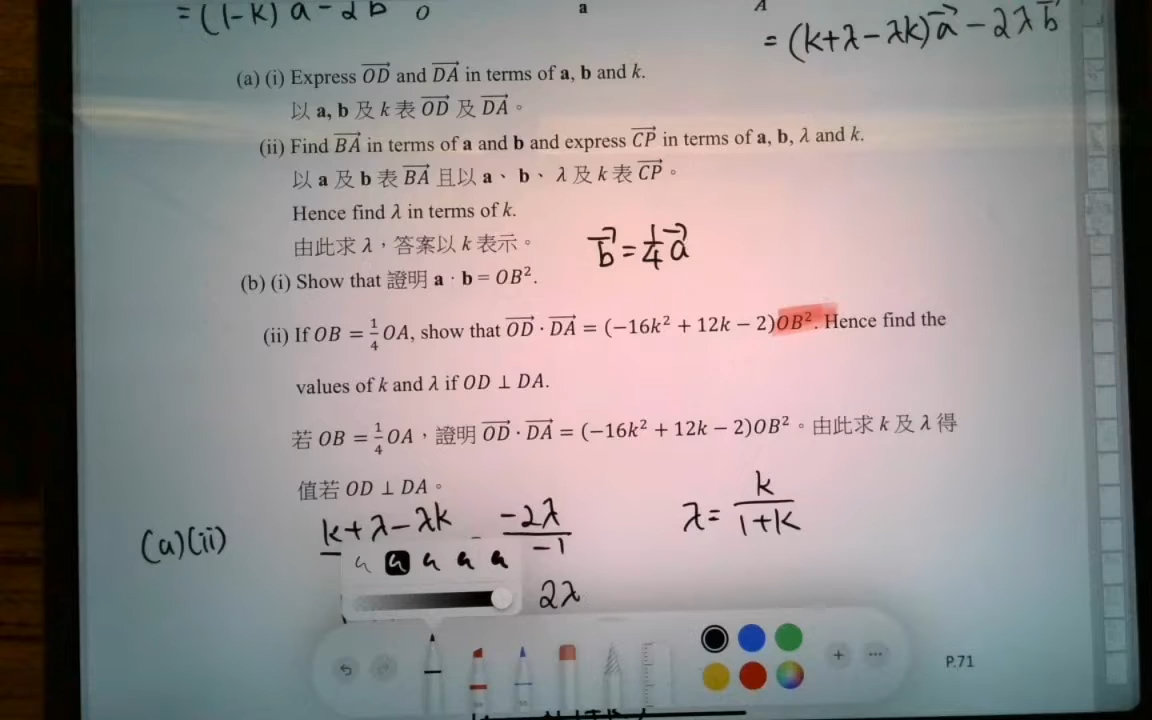 = (1-k) a - 2b O a A
= (k+λ-λk)a⃗ - 2λb⃗
(a) (i) Express OD⃗ and DA⃗ in terms of a, b and k.
以 a, b 及 k 表 OD⃗ 及 DA⃗。
(ii) Find BA⃗ in terms of a and b and express CP⃗ in terms of a, b, λ and k.
以 a 及 b 表 BA⃗ 且以 a、b、λ 及 k 表 CP⃗。
Hence find λ in terms of k.
由此求 λ，答案以 k 表示。
b⃗ = 1/4 a⃗
(b) (i) Show that 證明 a · b = OB².
(ii) If OB = 1/4 OA, show that OD⃗ · DA⃗ = (−16k² + 12k − 2)OB². Hence find the
values of k and λ if OD ⊥ DA.
若 OB = 1/4 OA，證明 OD⃗ · DA⃗ = (−16k² + 12k − 2)OB²。由此求 k 及 λ 得
值若 OD ⊥ DA。
(a)(ii) k+λ-λk -2λ/-1 λ= k/1+k
2λ
P.71